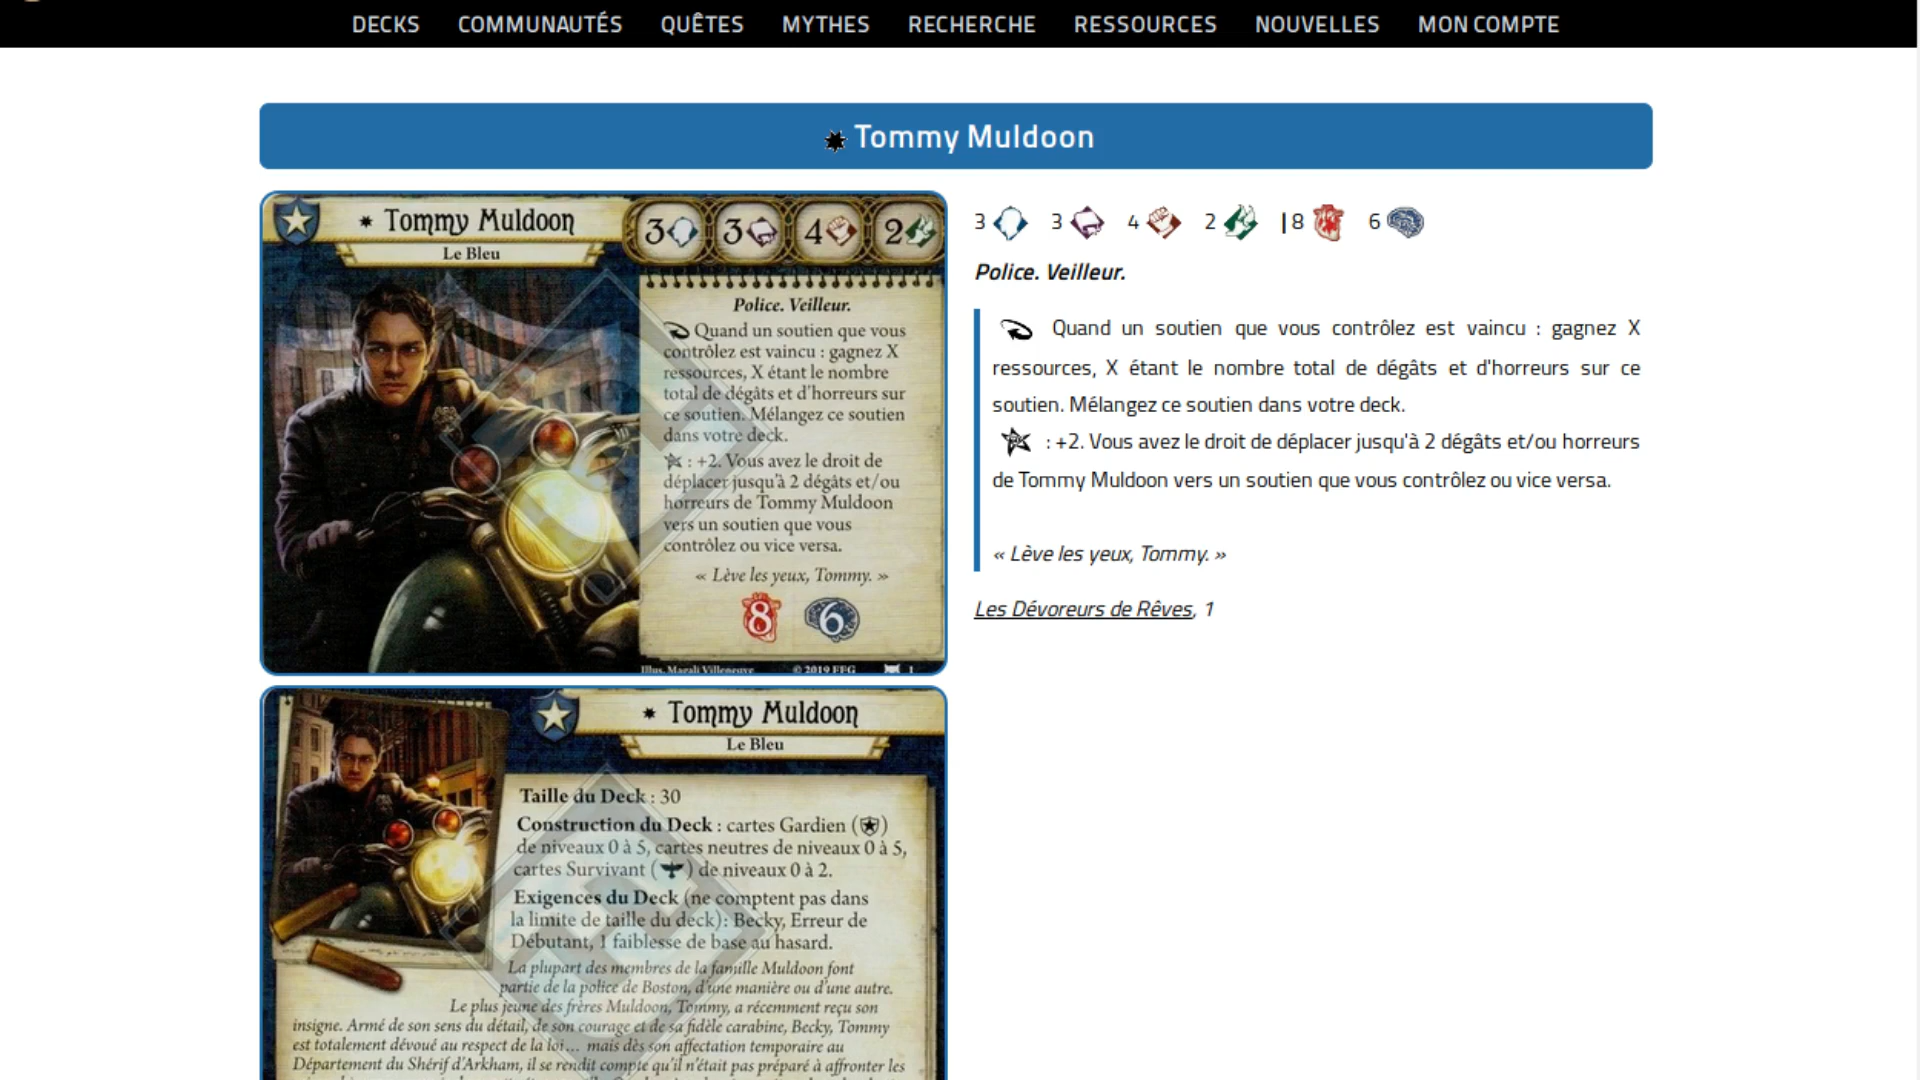 DECKS COMMUNAUTÉS QUÊTES MYTHES RECHERCHE RESSOURCES NOUVELLES MON COMPTE
Tommy Muldoon
Tommy Muldoon
Le Bleu
3 3 4 2
Police. Veilleur.
Quand un soutien que vous
contrôlez est vaincu : gagnez X
ressources, X étant le nombre
total de dégâts et d'horreurs sur
ce soutien. Mélangez ce soutien
dans votre deck.
: +2. Vous avez le droit de
déplacer jusqu'à 2 dégâts et/ou
horreurs de Tommy Muldoon
vers un soutien que vous
contrôlez ou vice versa.
« Lève les yeux, Tommy. »
8 6
Illus. Magali Villeneuve © 2019 FFG 1
3 3 4 2 | 8 6
Police. Veilleur.
Quand un soutien que vous contrôlez est vaincu : gagnez X
ressources, X étant le nombre total de dégâts et d'horreurs sur ce
soutien. Mélangez ce soutien dans votre deck.
: +2. Vous avez le droit de déplacer jusqu'à 2 dégâts et/ou horreurs
de Tommy Muldoon vers un soutien que vous contrôlez ou vice versa.
« Lève les yeux, Tommy. »
Les Dévoreurs de Rêves, 1
Tommy Muldoon
Le Bleu
Taille du Deck : 30
Construction du Deck : cartes Gardien ( )
de niveaux 0 à 5, cartes neutres de niveaux 0 à 5,
cartes Survivant ( ) de niveaux 0 à 2.
Exigences du Deck (ne comptent pas dans
la limite de taille du deck): Becky, Erreur de
Débutant, 1 faiblesse de base au hasard.
La plupart des membres de la famille Muldoon font
partie de la police de Boston, d'une manière ou d'une autre.
Le plus jeune des frères Muldoon, Tommy, a récemment reçu son
insigne. Armé de son sens du détail, de son courage et de sa fidèle carabine, Becky, Tommy
est totalement dévoué au respect de la loi… mais dès son affectation temporaire au
Département du Shérif d'Arkham, il se rendit compte qu'il n'était pas préparé à affronter les